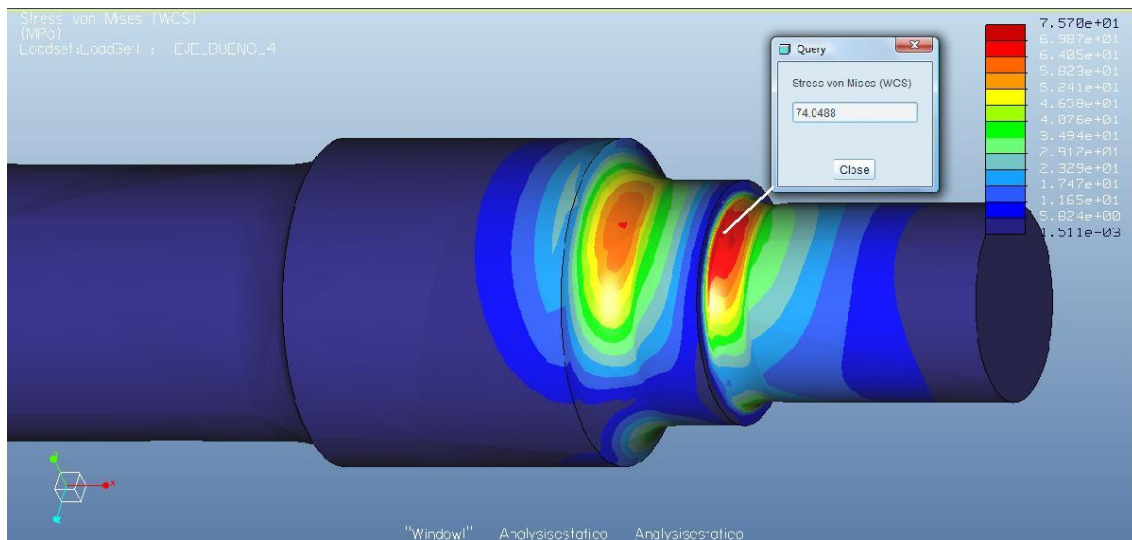 Stress von Mises (WCS)
(MPa)
Loadset:LoadSet1 : EJE_BUENO_4
Query
Stress von Mises (WCS)
74.0488
Close
7.570e+01
6.987e+01
6.405e+01
5.823e+01
5.241e+01
4.658e+01
4.076e+01
3.494e+01
2.917e+01
2.329e+01
1.747e+01
1.165e+01
5.824e+00
1.511e-03
X
"Window1" Analysisestatico Analysisestatico